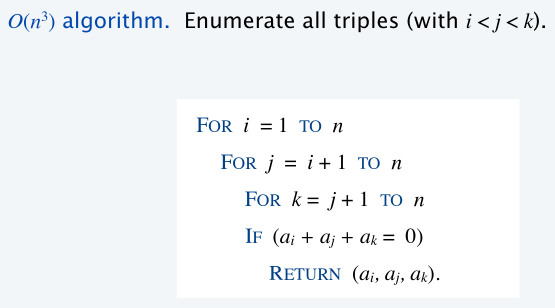 O(n³) algorithm. Enumerate all triples (with i < j < k).
FOR i = 1 TO n
FOR j = i + 1 TO n
FOR k = j + 1 TO n
IF (aᵢ + aⱼ + aₖ = 0)
RETURN (aᵢ, aⱼ, aₖ).